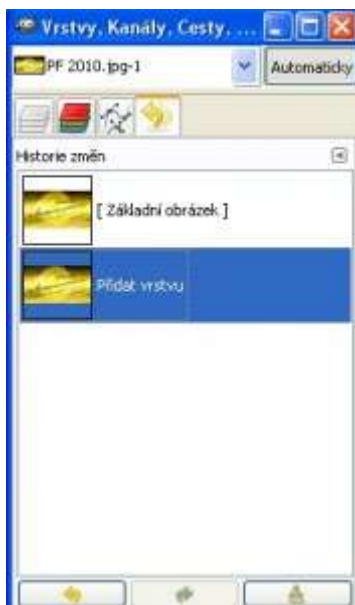 Vrstvy, Kanály, Cesty, ...
PF 2010.jpg-1
Automaticky
Historie změn
[ Základní obrázek ]
Přidat vrstvu